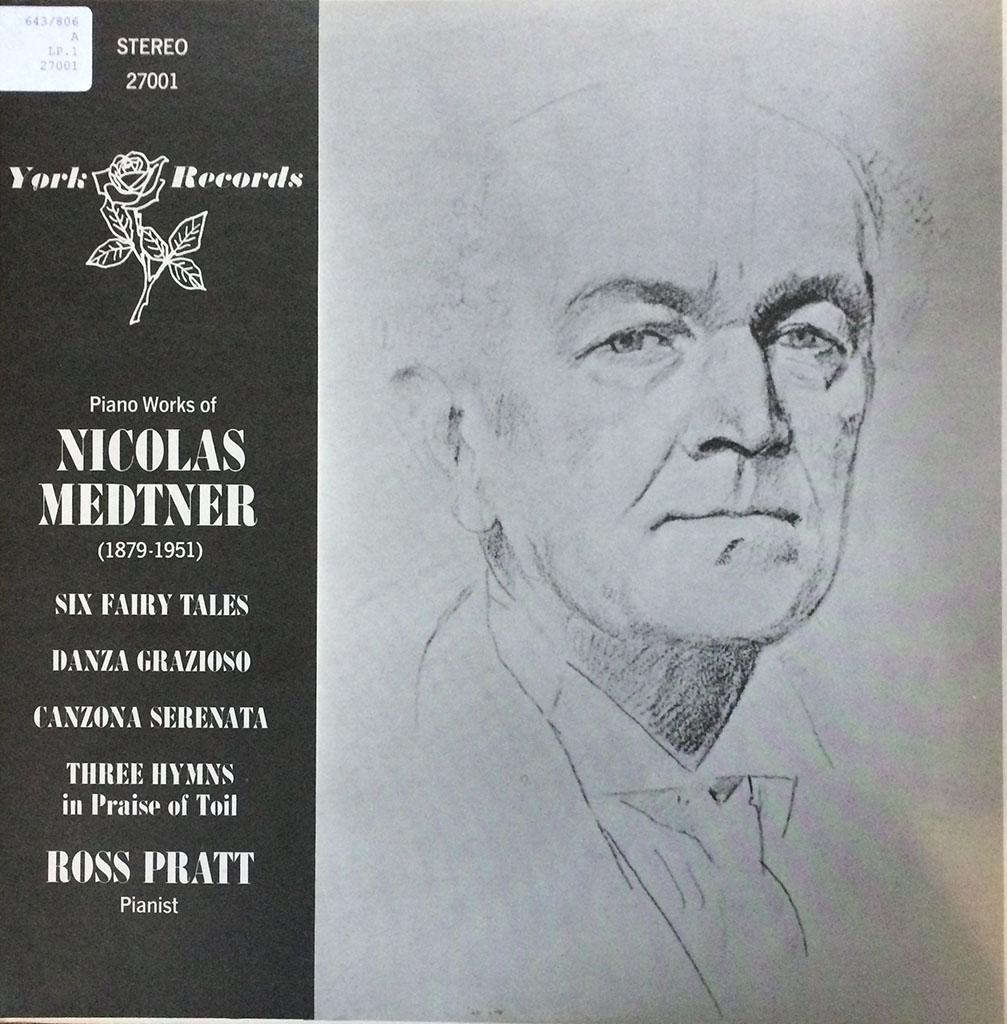 643/806
A
LP.1
27001
STEREO
27001
York Records
Piano Works of
NICOLAS
MEDTNER
(1879-1951)
SIX FAIRY TALES
DANZA GRAZIOSO
CANZONA SERENATA
THREE HYMNS
in Praise of Toil
ROSS PRATT
Pianist